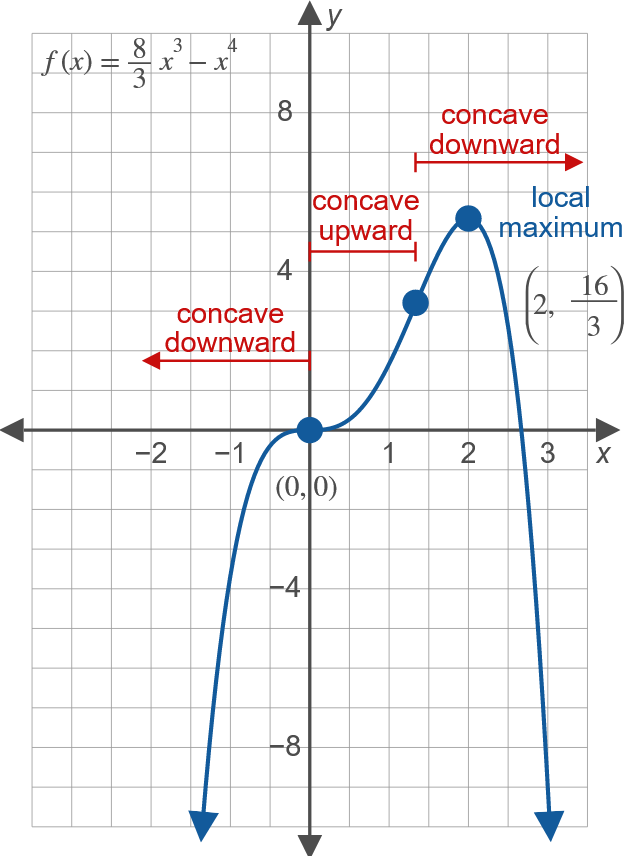 y
f (x) = 8/3 x^3 − x^4
8
concave
downward
concave
upward
local
maximum
4
(2, 16/3)
concave
downward
−2 −1 1 2 3 x
(0, 0)
−4
−8